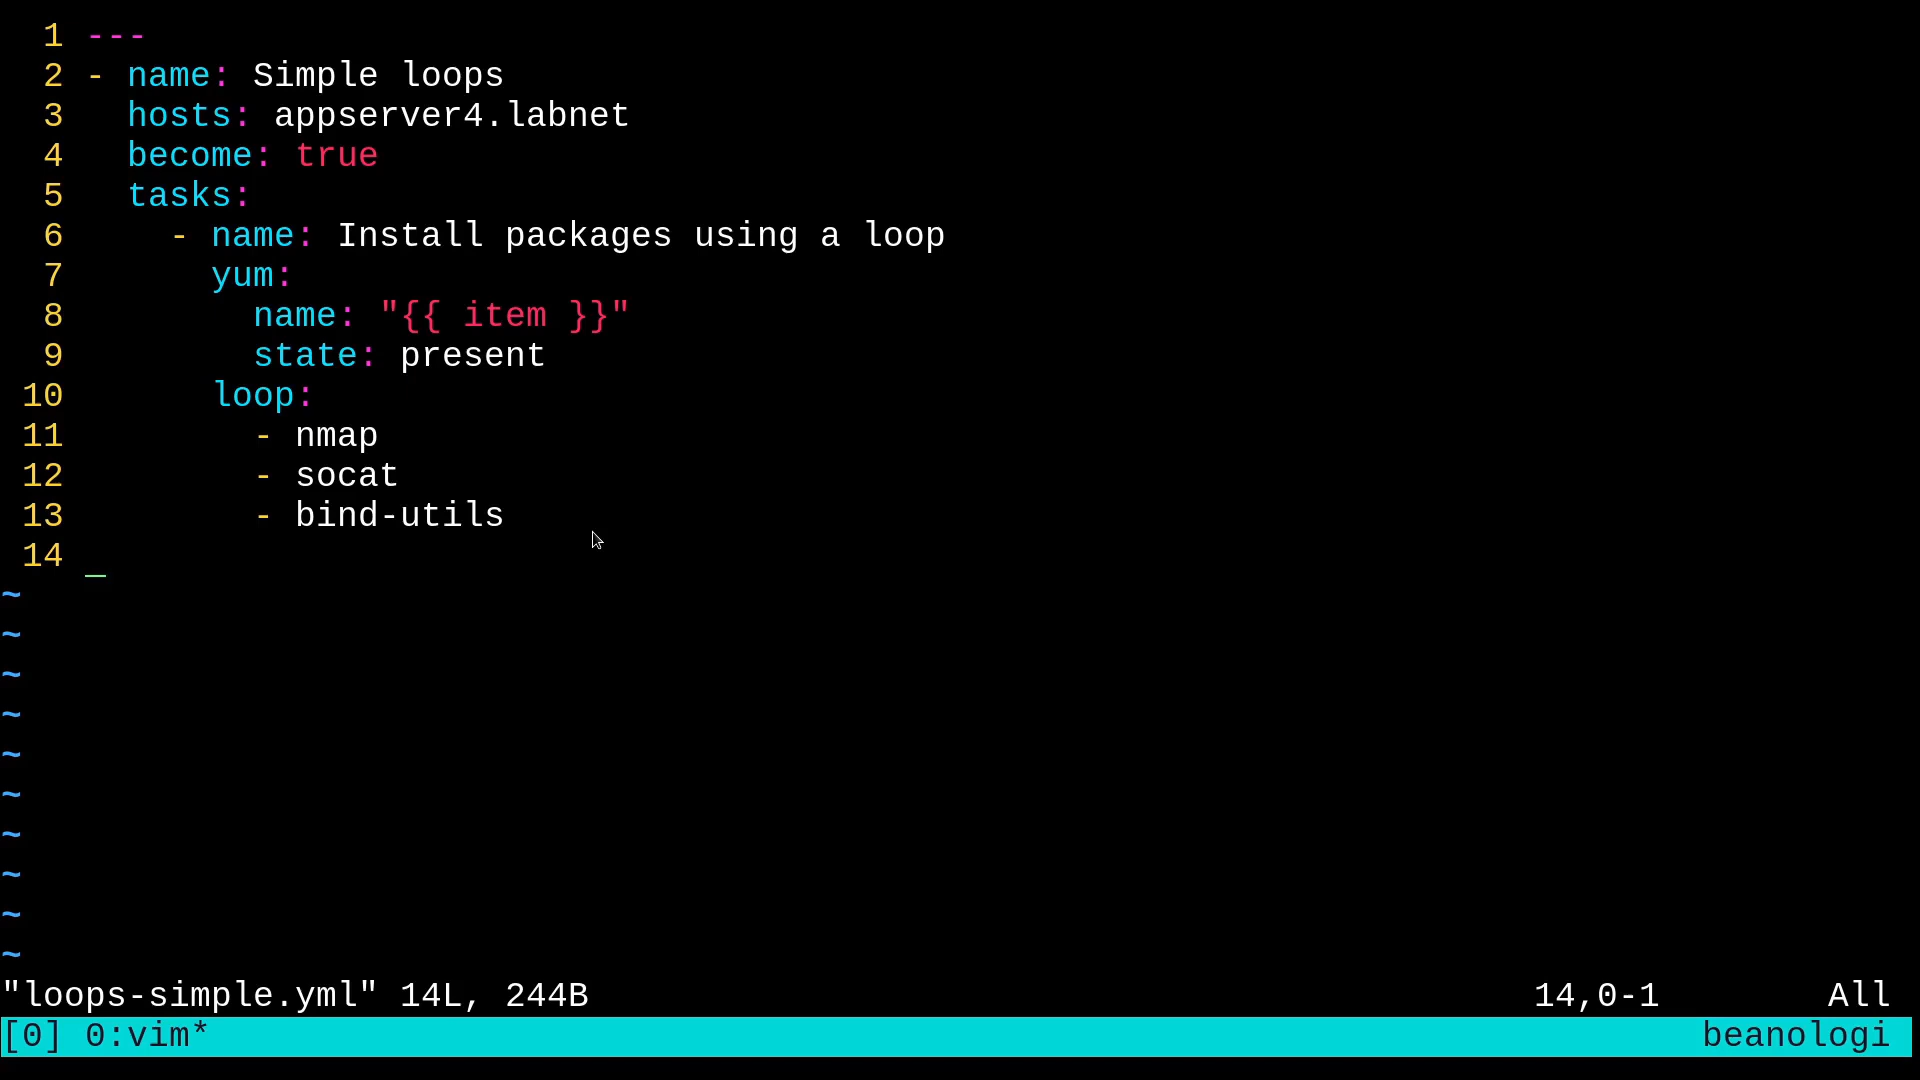 1 ---
2 - name: Simple loops
3   hosts: appserver4.labnet
4   become: true
5   tasks:
6     - name: Install packages using a loop
7       yum:
8         name: "{{ item }}"
9         state: present
10       loop:
11         - nmap
12         - socat
13         - bind-utils
14
~
~
~
~
~
~
~
~
~
~
"loops-simple.yml" 14L, 244B 14,0-1 All
[0] 0:vim* beanologi